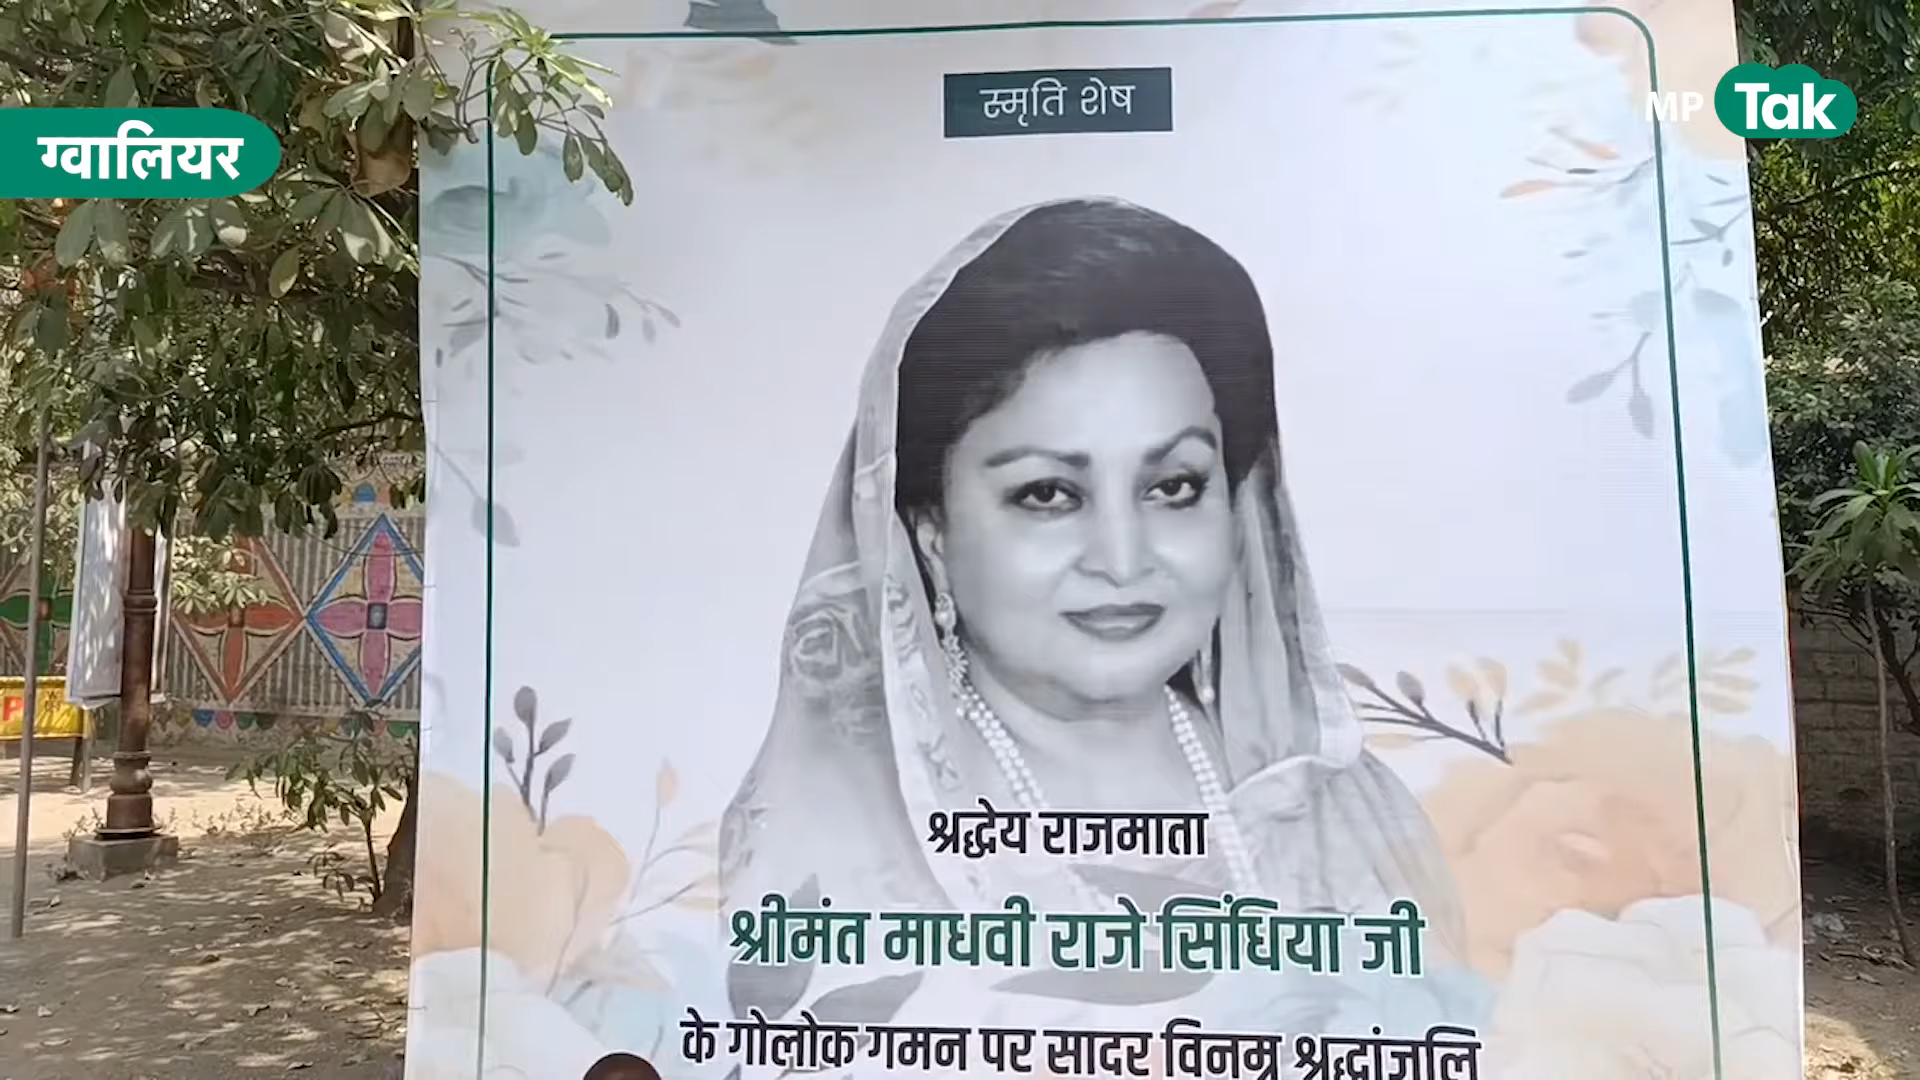 स्मृति शेष
MP Tak
ग्वालियर
श्रद्धेय राजमाता
श्रीमंत माधवी राजे सिंधिया जी
के गोलोक गमन पर सादर विनम्र श्रद्धांजलि
P